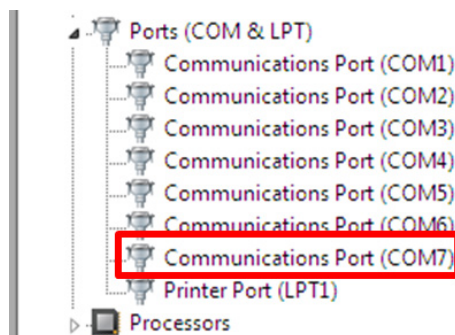 Ports (COM & LPT)
Communications Port (COM1)
Communications Port (COM2)
Communications Port (COM3)
Communications Port (COM4)
Communications Port (COM5)
Communications Port (COM6)
Communications Port (COM7)
Printer Port (LPT1)
Processors